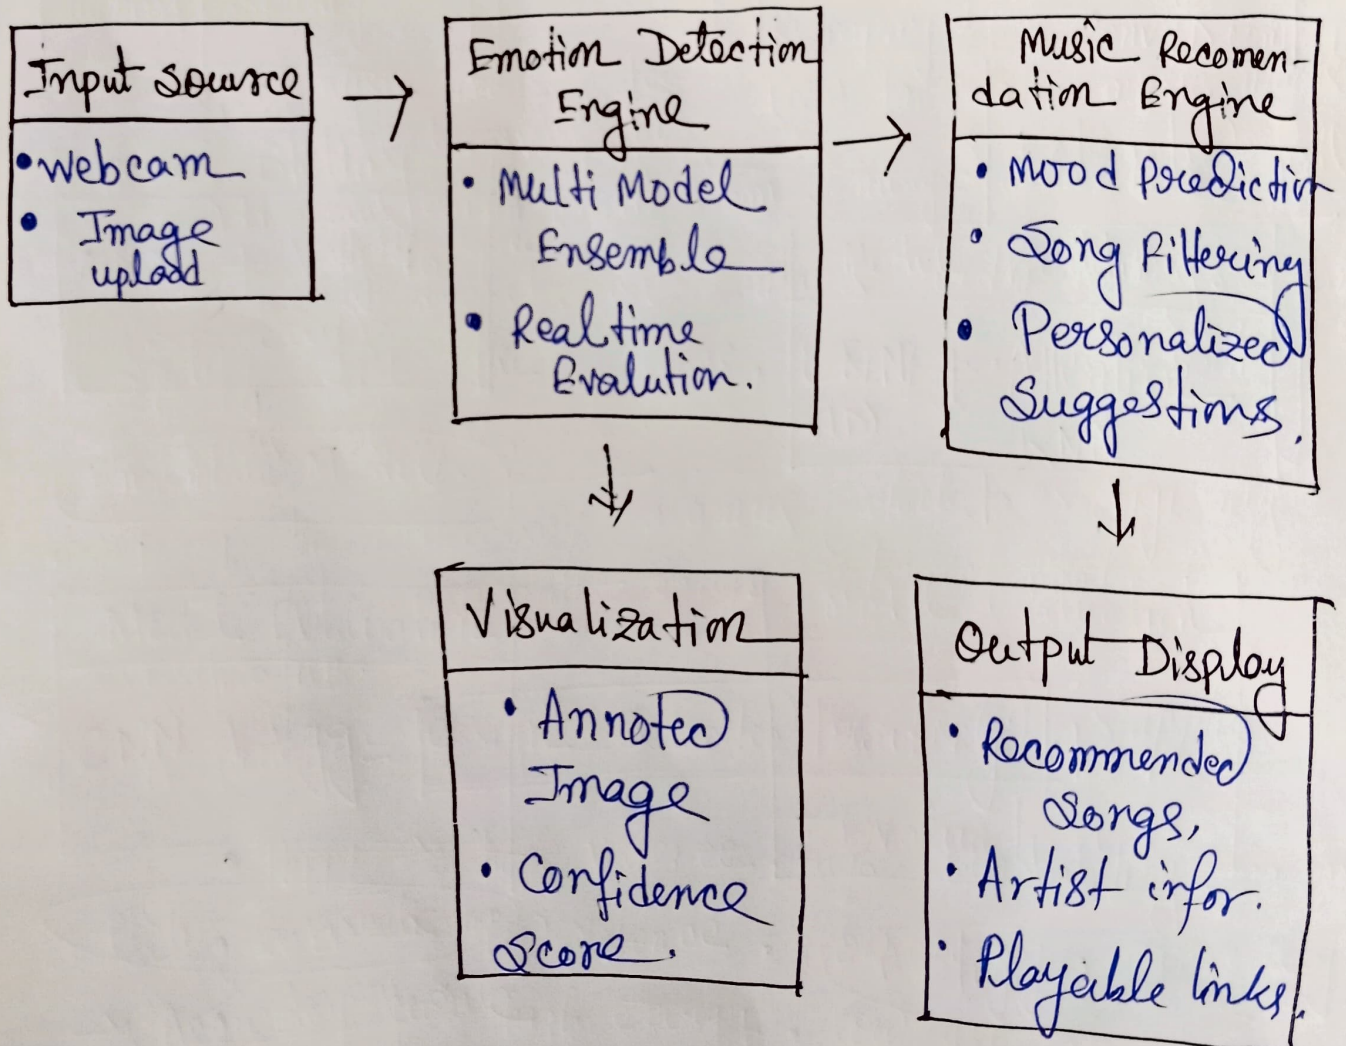 Input source
• webcam
• Image
upload
Emotion Detection
Engine
• Multi Model
Ensemble
• Realtime
Evalution.
Music Recomen-
dation Engine
• Mood prediction
• Song Filtering
• Personalized
Suggestions.
Visualization
• Annoted
Image
• Confidence
Score.
Output Display
• Recommended
Songs,
• Artist infor.
• Playable links.